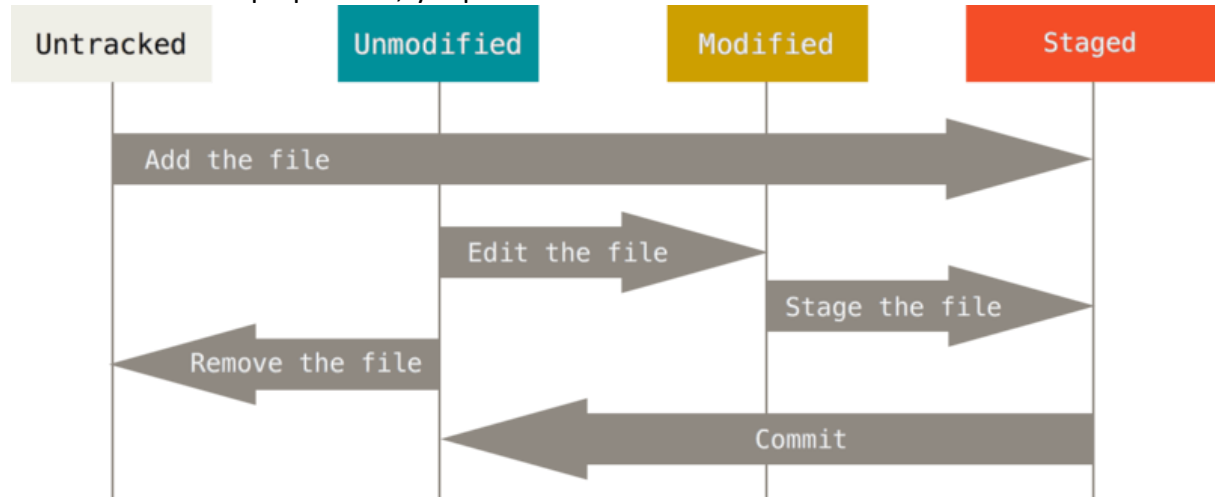 Untracked
Unmodified
Modified
Staged
Add the file
Edit the file
Stage the file
Remove the file
Commit